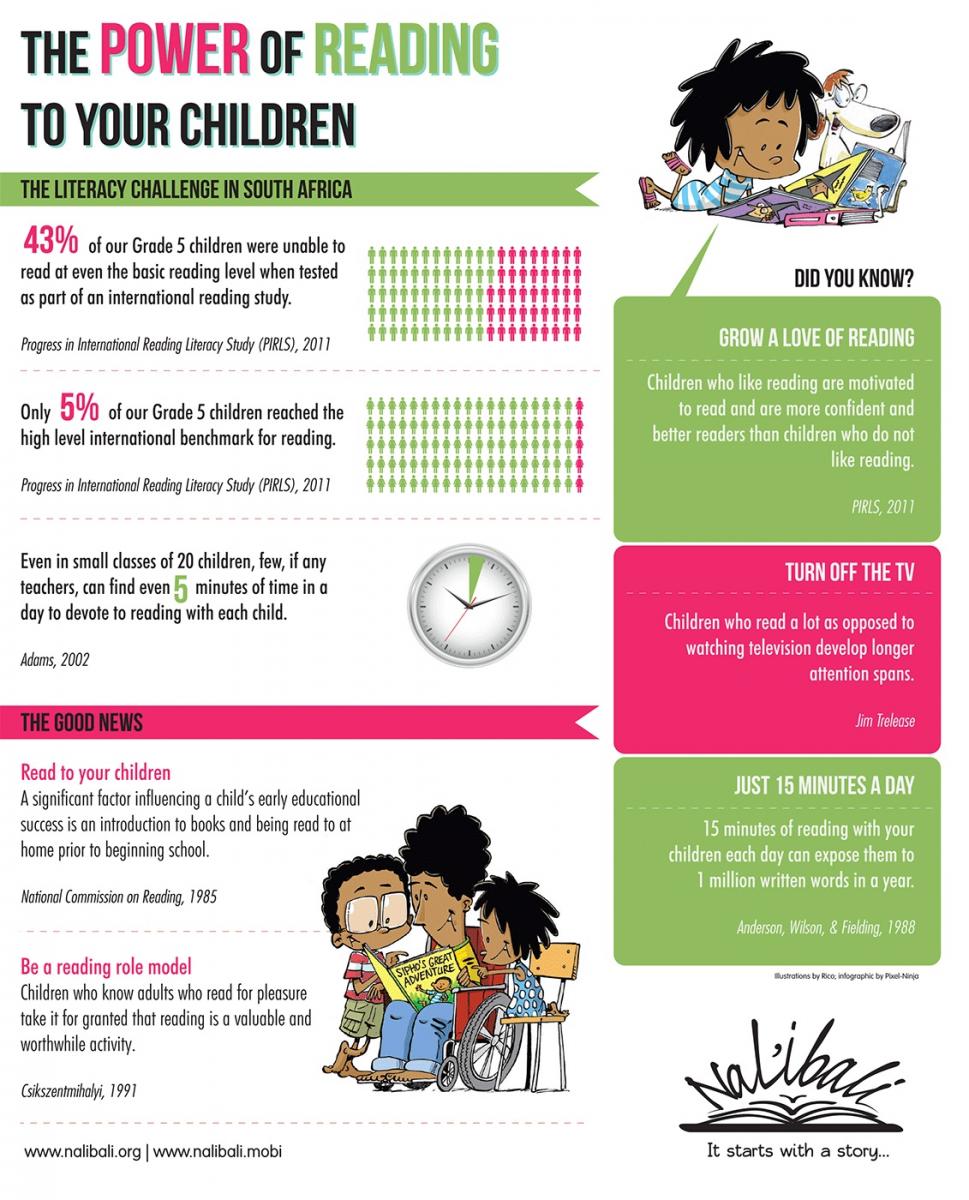 THE POWER OF READING
TO YOUR CHILDREN
THE LITERACY CHALLENGE IN SOUTH AFRICA
43% of our Grade 5 children were unable to
read at even the basic reading level when tested
as part of an international reading study.
Progress in International Reading Literacy Study (PIRLS), 2011
Only 5% of our Grade 5 children reached the
high level international benchmark for reading.
Progress in International Reading Literacy Study (PIRLS), 2011
Even in small classes of 20 children, few, if any
teachers, can find even 5 minutes of time in a
day to devote to reading with each child.
Adams, 2002
THE GOOD NEWS
Read to your children
A significant factor influencing a child's early educational
success is an introduction to books and being read to at
home prior to beginning school.
National Commission on Reading, 1985
Be a reading role model
Children who know adults who read for pleasure
take it for granted that reading is a valuable and
worthwhile activity.
Csikszentmihalyi, 1991
SIPHO'S GREAT
ADVENTURE
www.nalibali.org | www.nalibali.mobi
DID YOU KNOW?
GROW A LOVE OF READING
Children who like reading are motivated
to read and are more confident and
better readers than children who do not
like reading.
PIRLS, 2011
TURN OFF THE TV
Children who read a lot as opposed to
watching television develop longer
attention spans.
Jim Trelease
JUST 15 MINUTES A DAY
15 minutes of reading with your
children each day can expose them to
1 million written words in a year.
Anderson, Wilson, & Fielding, 1988
Illustrations by Rico; infographic by Pixel-Ninja
Nal'ibali
It starts with a story...